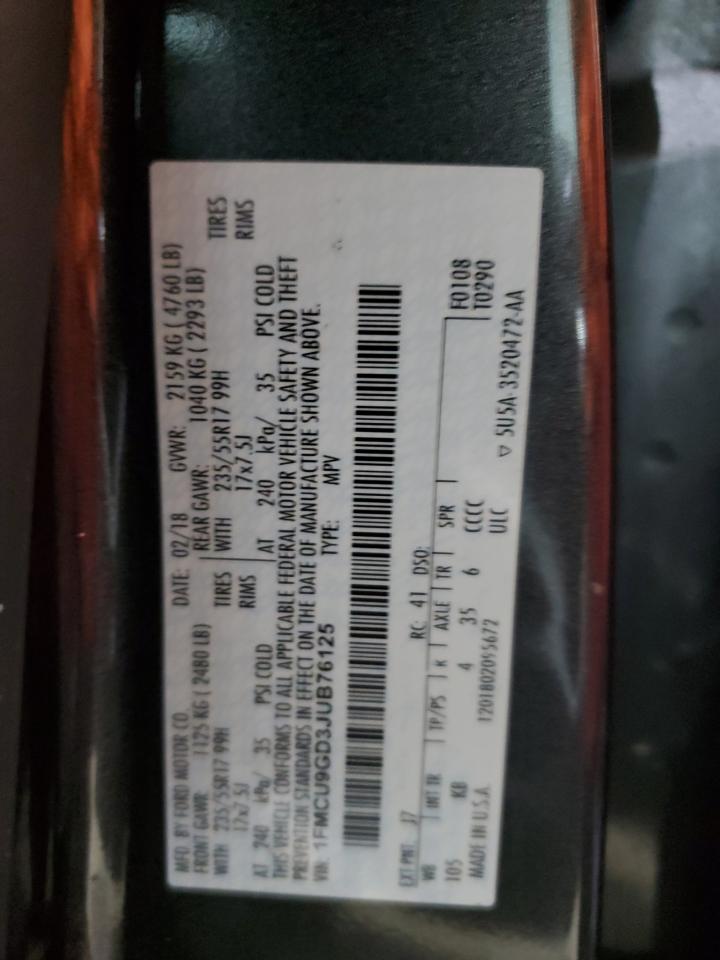 MFD. BY FORD MOTOR CO. DATE: 02/18 GVWR: 2159 KG ( 4760 LB)
FRONT GAWR: 1125 KG ( 2480 LB) REAR GAWR: 1040 KG ( 2293 LB)
WITH 235/55R17 99H TIRES WITH 235/55R17 99H TIRES
17x7.5J RIMS 17x7.5J RIMS
AT 240 kPa/ 35 PSI COLD AT 240 kPa/ 35 PSI COLD
THIS VEHICLE CONFORMS TO ALL APPLICABLE FEDERAL MOTOR VEHICLE SAFETY AND THEFT
PREVENTION STANDARDS IN EFFECT ON THE DATE OF MANUFACTURE SHOWN ABOVE.
VIN: 1FMCU9GD3JUB76125 TYPE: MPV
EXT PNT: J7 RC: 41 DSO: F0108
WB INT TR TP/PS R AXLE TR SPR T0290
105 KB 4 35 6 CCCC
MADE IN U.S.A. 1201802095672 ULC
▽ 5U5A-3520472-AA